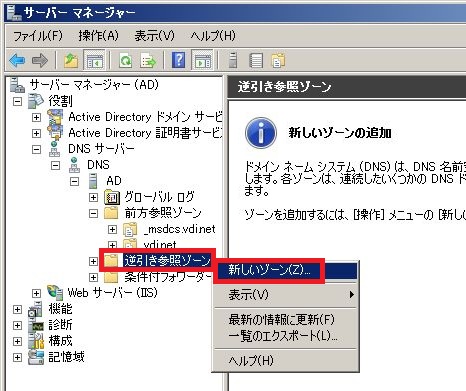 サーバー マネージャー
ファイル(F) 操作(A) 表示(V) ヘルプ(H)
サーバー マネージャー (AD)
役割
Active Directory ドメイン サービ
Active Directory 証明書サービ
DNS サーバー
DNS
AD
グローバル ログ
前方参照ゾーン
_msdcs.vdi.net
vdi.net
逆引き参照ゾーン
条件付フォワーダー
Web サーバー (IIS)
機能
診断
構成
記憶域
逆引き参照ゾーン
新しいゾーンの追加
ドメイン ネーム システム (DNS) は、DNS 名前
します。各ゾーンは、連続したいくつかの DNS ド
ます。
ゾーンを追加するには、[操作] メニューの [新し
新しいゾーン(Z)...
表示(V)
最新の情報に更新(F)
一覧のエクスポート(L)...
ヘルプ(H)